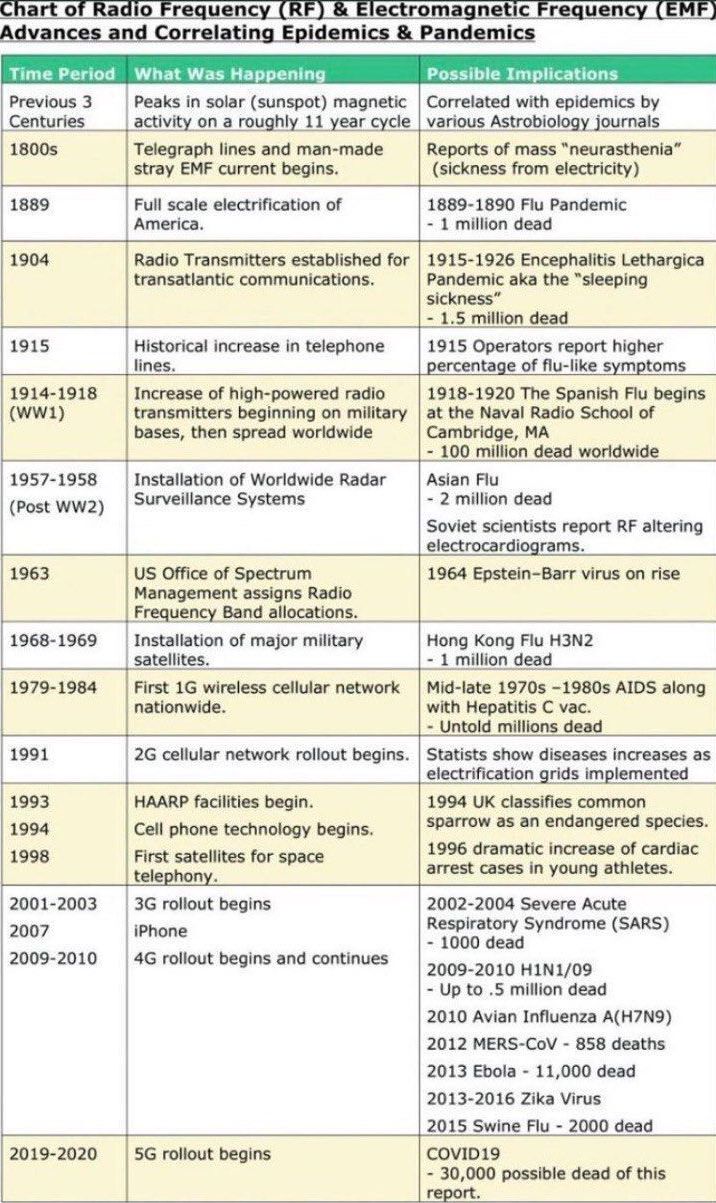 Chart of Radio Frequency (RF) & Electromagnetic Frequency (EMF)
Advances and Correlating Epidemics & Pandemics
Time Period What Was Happening Possible Implications
Previous 3
Centuries
Peaks in solar (sunspot) magnetic
activity on a roughly 11 year cycle
Correlated with epidemics by
various Astrobiology journals
1800s
Telegraph lines and man-made
stray EMF current begins.
Reports of mass “neurasthenia”
(sickness from electricity)
1889
Full scale electrification of
America.
1889-1890 Flu Pandemic
- 1 million dead
1904
Radio Transmitters established for
transatlantic communications.
1915-1926 Encephalitis Lethargica
Pandemic aka the “sleeping
sickness”
- 1.5 million dead
1915
Historical increase in telephone
lines.
1915 Operators report higher
percentage of flu-like symptoms
1914-1918
(WW1)
Increase of high-powered radio
transmitters beginning on military
bases, then spread worldwide
1918-1920 The Spanish Flu begins
at the Naval Radio School of
Cambridge, MA
- 100 million dead worldwide
1957-1958
(Post WW2)
Installation of Worldwide Radar
Surveillance Systems
Asian Flu
- 2 million dead
Soviet scientists report RF altering
electrocardiograms.
1963
US Office of Spectrum
Management assigns Radio
Frequency Band allocations.
1964 Epstein–Barr virus on rise
1968-1969
Installation of major military
satellites.
Hong Kong Flu H3N2
- 1 million dead
1979-1984
First 1G wireless cellular network
nationwide.
Mid-late 1970s –1980s AIDS along
with Hepatitis C vac.
- Untold millions dead
1991
2G cellular network rollout begins.
Statists show diseases increases as
electrification grids implemented
1993
1994
1998
HAARP facilities begin.
Cell phone technology begins.
First satellites for space
telephony.
1994 UK classifies common
sparrow as an endangered species.
1996 dramatic increase of cardiac
arrest cases in young athletes.
2001-2003
2007
2009-2010
3G rollout begins
iPhone
4G rollout begins and continues
2002-2004 Severe Acute
Respiratory Syndrome (SARS)
- 1000 dead
2009-2010 H1N1/09
- Up to .5 million dead
2010 Avian Influenza A(H7N9)
2012 MERS-CoV - 858 deaths
2013 Ebola - 11,000 dead
2013-2016 Zika Virus
2015 Swine Flu - 2000 dead
2019-2020
5G rollout begins
COVID19
- 30,000 possible dead of this
report.